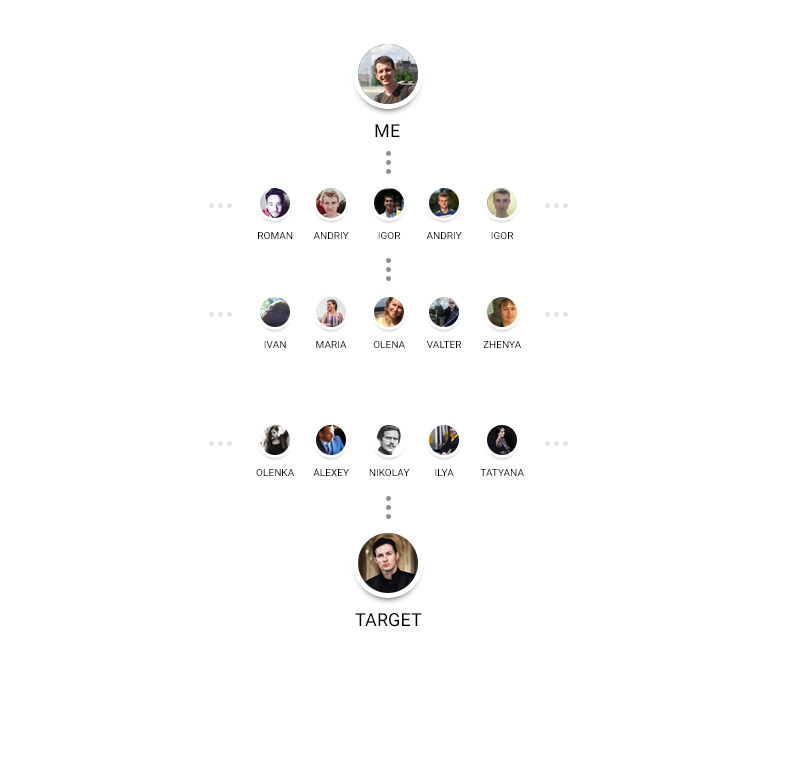 ME
ROMAN ANDRIY IGOR ANDRIY IGOR
IVAN MARIA OLENA VALTER ZHENYA
OLENKA ALEXEY NIKOLAY ILYA TATYANA
TARGET